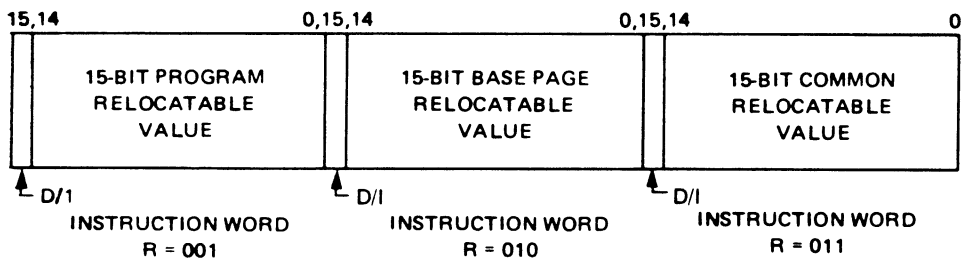 15,14 0,15,14 0,15,14 0
15-BIT PROGRAM
RELOCATABLE
VALUE
15-BIT BASE PAGE
RELOCATABLE
VALUE
15-BIT COMMON
RELOCATABLE
VALUE
D/1
D/I
D/I
INSTRUCTION WORD
R = 001
INSTRUCTION WORD
R = 010
INSTRUCTION WORD
R = 011